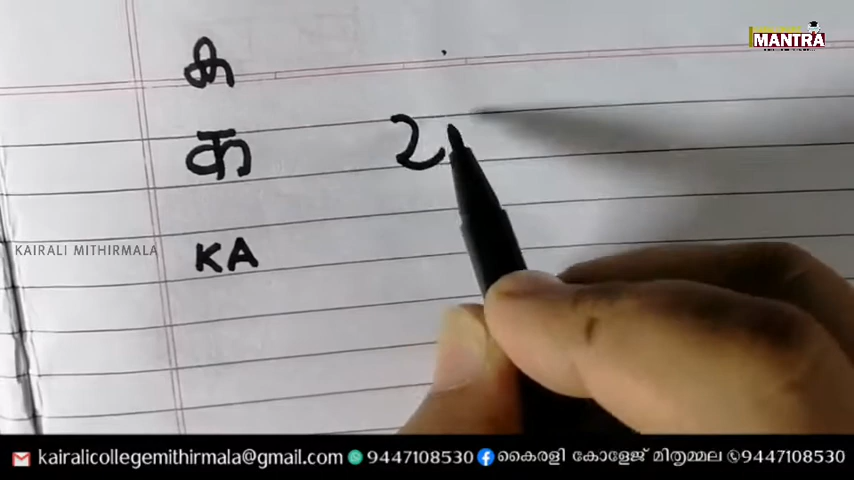 MANTRA
ക
क
KA
KAIRALI MITHIRMALA
kairalicollegemithirmala@gmail.com 9447108530 കൈരളി കോളേജ് മിതൃമ്മല 9447108530